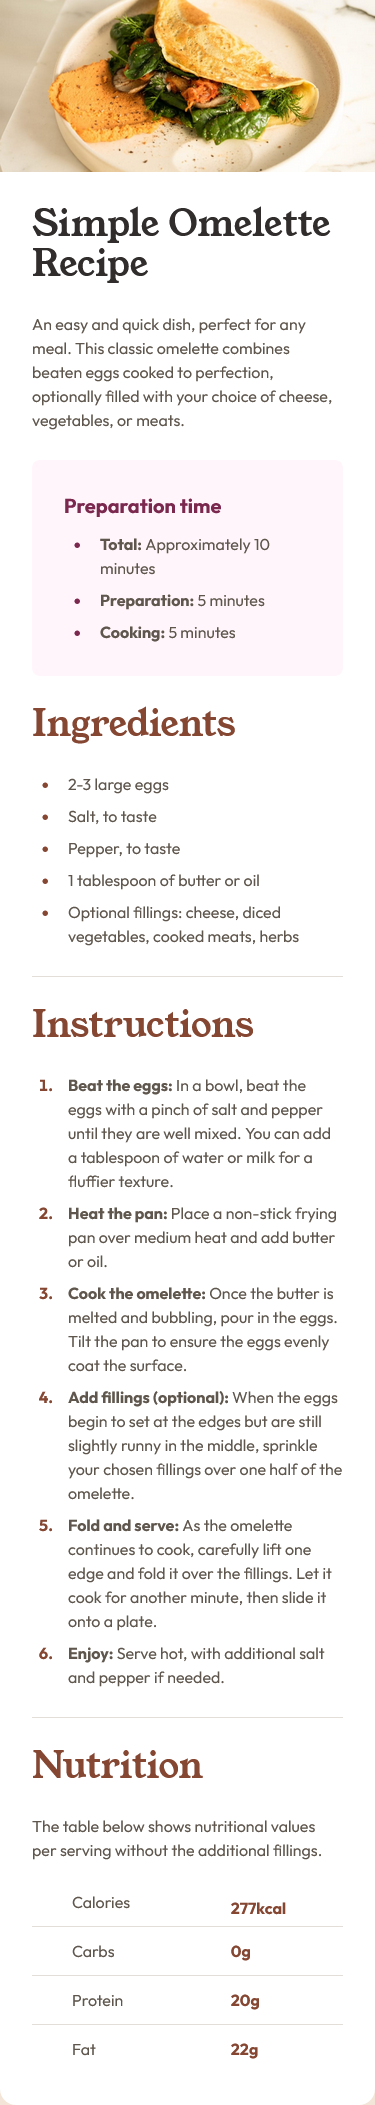 Simple Omelette
Recipe
An easy and quick dish, perfect for any
meal. This classic omelette combines
beaten eggs cooked to perfection,
optionally filled with your choice of cheese,
vegetables, or meats.
Preparation time
• Total: Approximately 10
minutes
• Preparation: 5 minutes
• Cooking: 5 minutes
Ingredients
• 2-3 large eggs
• Salt, to taste
• Pepper, to taste
• 1 tablespoon of butter or oil
• Optional fillings: cheese, diced
vegetables, cooked meats, herbs
Instructions
1. Beat the eggs: In a bowl, beat the
eggs with a pinch of salt and pepper
until they are well mixed. You can add
a tablespoon of water or milk for a
fluffier texture.
2. Heat the pan: Place a non-stick frying
pan over medium heat and add butter
or oil.
3. Cook the omelette: Once the butter is
melted and bubbling, pour in the eggs.
Tilt the pan to ensure the eggs evenly
coat the surface.
4. Add fillings (optional): When the eggs
begin to set at the edges but are still
slightly runny in the middle, sprinkle
your chosen fillings over one half of the
omelette.
5. Fold and serve: As the omelette
continues to cook, carefully lift one
edge and fold it over the fillings. Let it
cook for another minute, then slide it
onto a plate.
6. Enjoy: Serve hot, with additional salt
and pepper if needed.
Nutrition
The table below shows nutritional values
per serving without the additional fillings.
Calories 277kcal
Carbs 0g
Protein 20g
Fat 22g